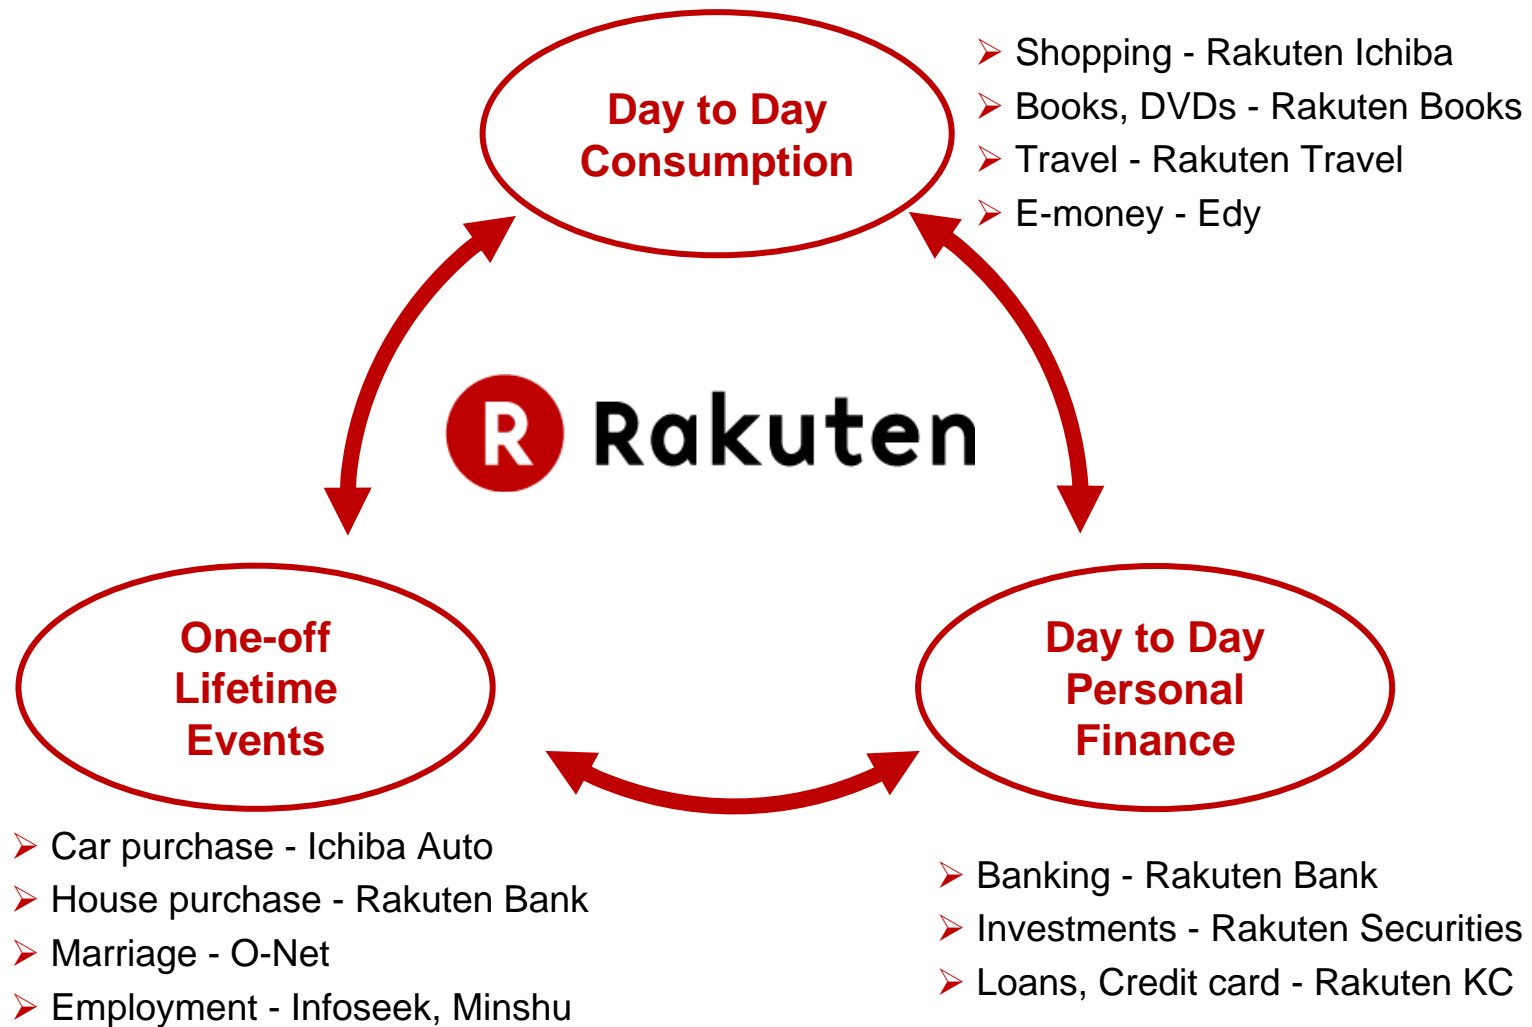 Day to Day
Consumption
➢ Shopping - Rakuten Ichiba
➢ Books, DVDs - Rakuten Books
➢ Travel - Rakuten Travel
➢ E-money - Edy
R Rakuten
One-off
Lifetime
Events
➢ Car purchase - Ichiba Auto
➢ House purchase - Rakuten Bank
➢ Marriage - O-Net
➢ Employment - Infoseek, Minshu
Day to Day
Personal
Finance
➢ Banking - Rakuten Bank
➢ Investments - Rakuten Securities
➢ Loans, Credit card - Rakuten KC